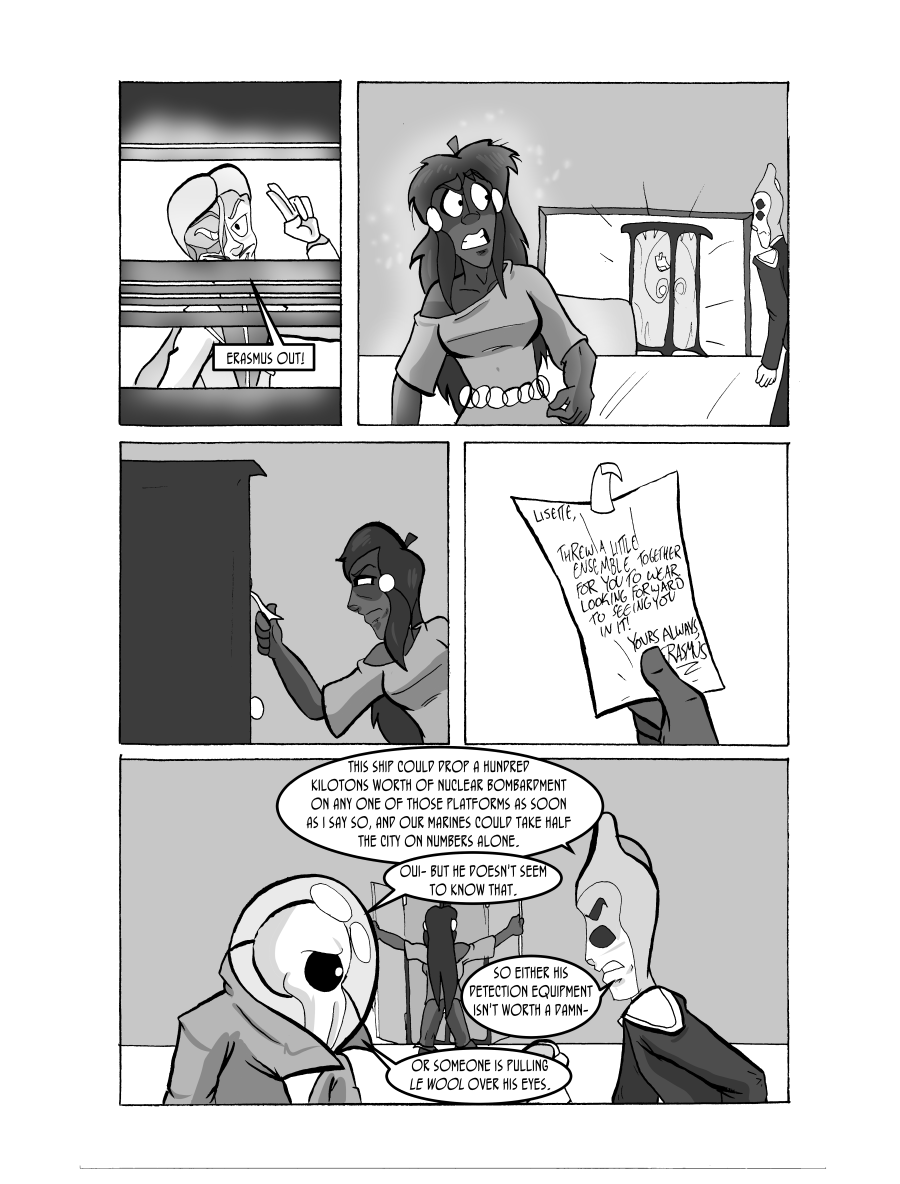 ERASMUS OUT!
LISETTE,
THREW A LITTLE
ENSEMBLE TOGETHER
FOR YOU TO WEAR
LOOKING FORWARD
TO SEEING YOU
IN IT!
YOURS ALWAYS,
ERASMUS
THIS SHIP COULD DROP A HUNDRED
KILOTONS WORTH OF NUCLEAR BOMBARDMENT
ON ANY ONE OF THOSE PLATFORMS AS SOON
AS I SAY SO, AND OUR MARINES COULD TAKE HALF
THE CITY ON NUMBERS ALONE.
OUI- BUT HE DOESN'T SEEM
TO KNOW THAT.
SO EITHER HIS
DETECTION EQUIPMENT
ISN'T WORTH A DAMN-
OR SOMEONE IS PULLING
LE WOOL OVER HIS EYES.